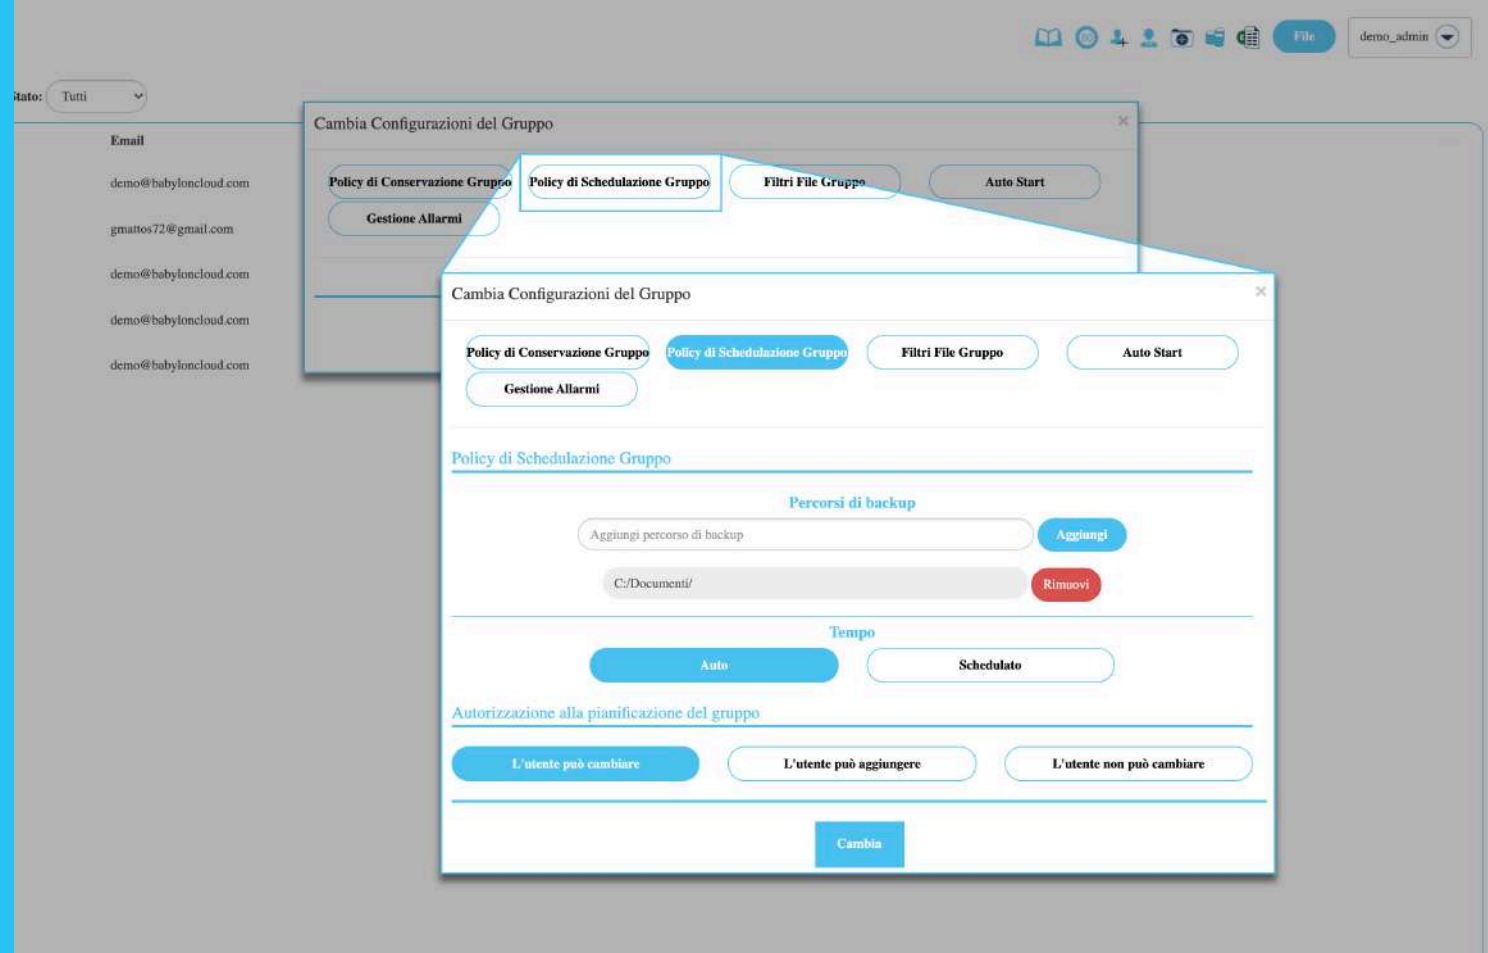 File
demo_admin
Stato: Tutti
Email
demo@babyloncloud.com
gmattos72@gmail.com
demo@babyloncloud.com
demo@babyloncloud.com
demo@babyloncloud.com
Cambia Configurazioni del Gruppo ×
Policy di Conservazione Gruppo Policy di Schedulazione Gruppo Filtri File Gruppo Auto Start
Gestione Allarmi
Cambia Configurazioni del Gruppo ×
Policy di Conservazione Gruppo Policy di Schedulazione Gruppo Filtri File Gruppo Auto Start
Gestione Allarmi
Policy di Schedulazione Gruppo
Percorsi di backup
Aggiungi percorso di backup Aggiungi
C:/Documenti/ Rimuovi
Tempo
Auto Schedulato
Autorizzazione alla pianificazione del gruppo
L'utente può cambiare L'utente può aggiungere L'utente non può cambiare
Cambia